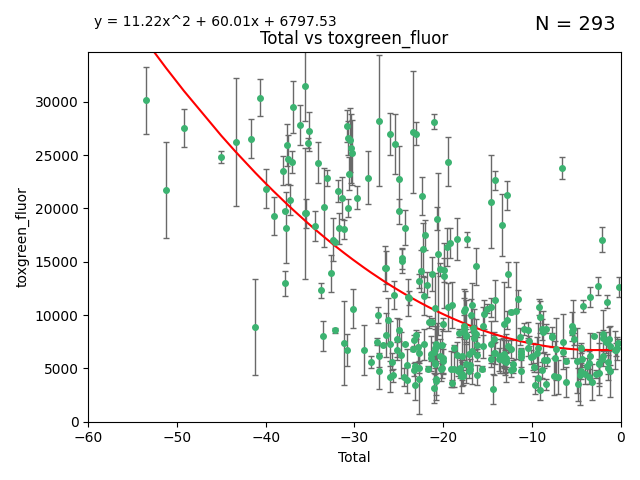 y = 11.22x^2 + 60.01x + 6797.53
N = 293
Total vs toxgreen_fluor
toxgreen_fluor
30000
25000
20000
15000
10000
5000
0
−60
−50
−40
−30
−20
−10
0
Total